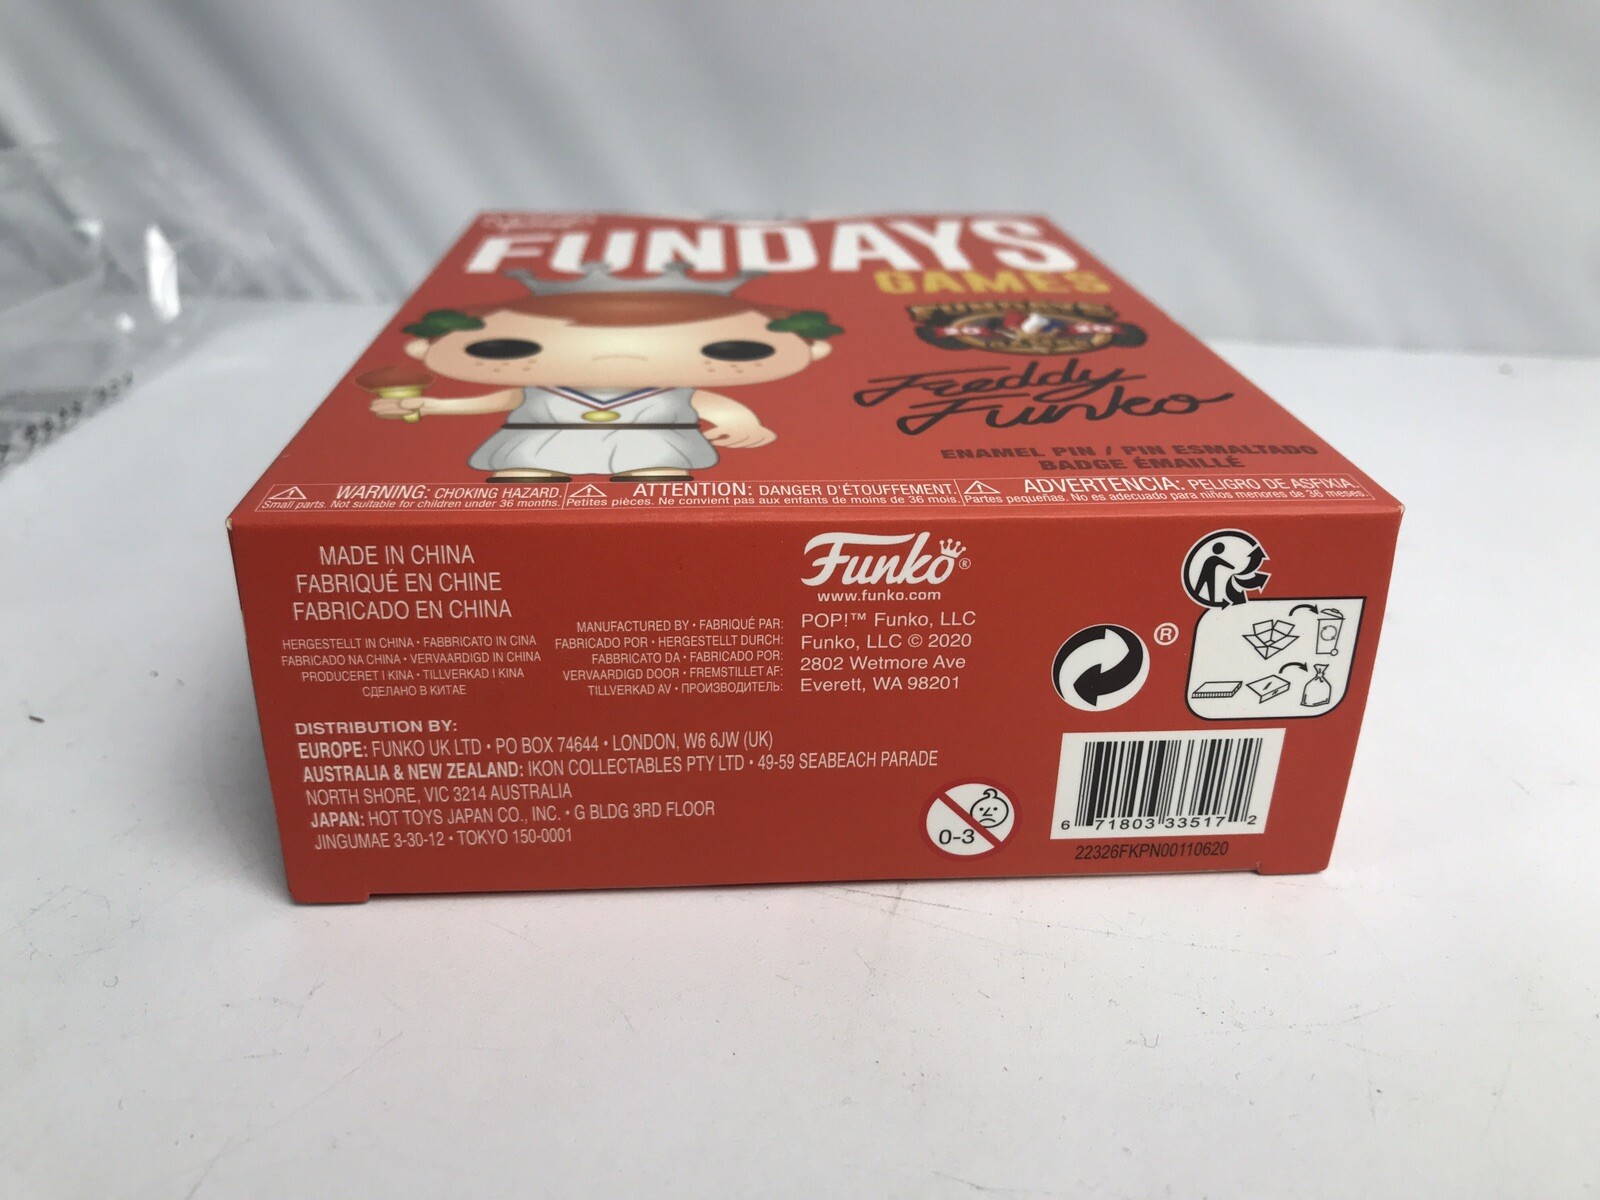 FUNDAYS
GAMES
FUNDAYS
20 20
GAMES
Freddy
Funko
ENAMEL PIN / PIN ESMALTADO
BADGE ÉMAILLÉ
WARNING: CHOKING HAZARD.
Small parts. Not suitable for children under 36 months.
ATTENTION: DANGER D'ÉTOUFFEMENT.
Petites pièces. Ne convient pas aux enfants de moins de 36 mois.
ADVERTENCIA: PELIGRO DE ASFIXIA.
Partes pequeñas. No es adecuado para niños menores de 36 meses.
MADE IN CHINA
FABRIQUÉ EN CHINE
FABRICADO EN CHINA
HERGESTELLT IN CHINA • FABBRICATO IN CINA
FABRICADO NA CHINA • VERVAARDIGD IN CHINA
PRODUCERET I KINA • TILLVERKAD I KINA
СДЕЛАНО В КИТАЕ
MANUFACTURED BY • FABRIQUÉ PAR:
FABRICADO POR • HERGESTELLT DURCH:
FABBRICATO DA • FABRICADO POR:
VERVAARDIGD DOOR • FREMSTILLET AF:
TILLVERKAD AV • ПРОИЗВОДИТЕЛЬ:
Funko®
www.funko.com
POP!™ Funko, LLC
Funko, LLC © 2020
2802 Wetmore Ave
Everett, WA 98201
®
DISTRIBUTION BY:
EUROPE: FUNKO UK LTD • PO BOX 74644 • LONDON, W6 6JW (UK)
AUSTRALIA & NEW ZEALAND: IKON COLLECTABLES PTY LTD • 49-59 SEABEACH PARADE
NORTH SHORE, VIC 3214 AUSTRALIA
JAPAN: HOT TOYS JAPAN CO., INC. • G BLDG 3RD FLOOR
JINGUMAE 3-30-12 • TOKYO 150-0001
0-3
6 71803 33517 2
22326FKPN00110620